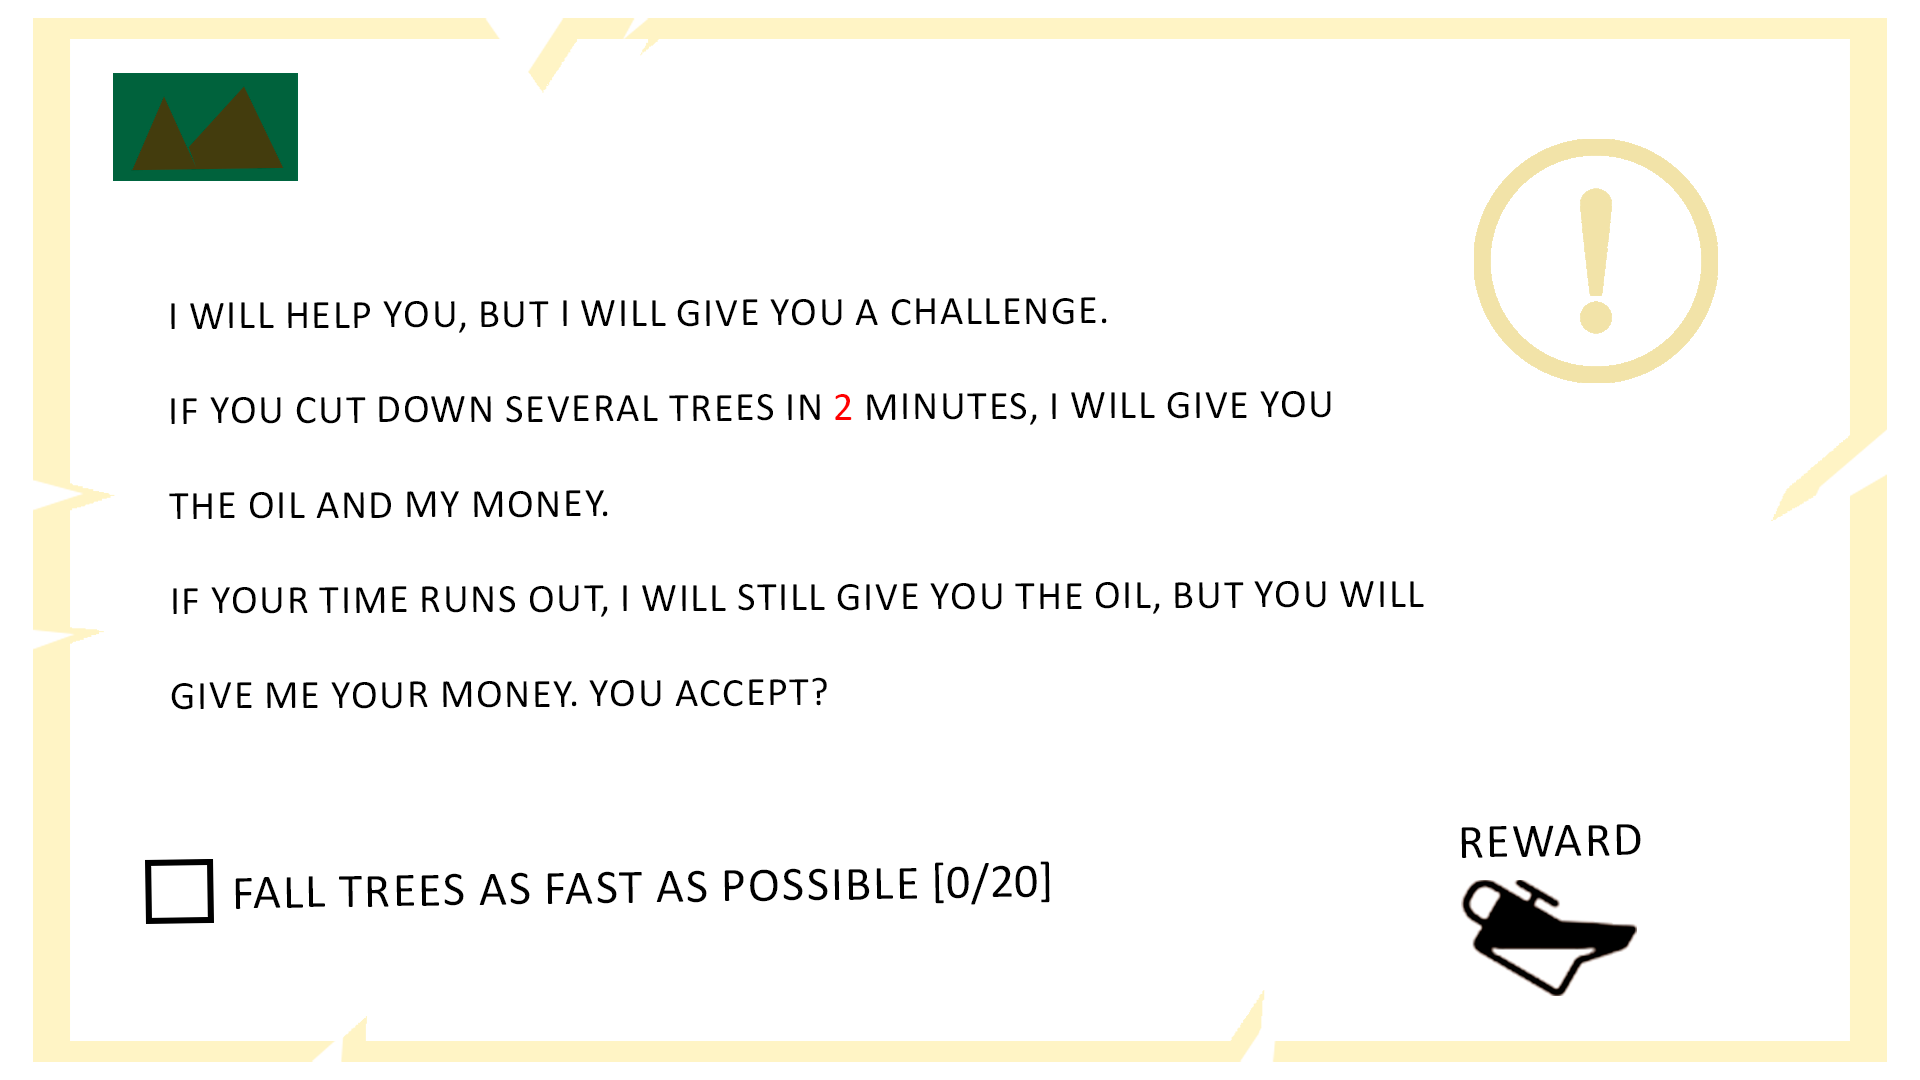 I WILL HELP YOU, BUT I WILL GIVE YOU A CHALLENGE.
IF YOU CUT DOWN SEVERAL TREES IN 2 MINUTES, I WILL GIVE YOU
THE OIL AND MY MONEY.
IF YOUR TIME RUNS OUT, I WILL STILL GIVE YOU THE OIL, BUT YOU WILL
GIVE ME YOUR MONEY. YOU ACCEPT?
FALL TREES AS FAST AS POSSIBLE [0/20]
REWARD